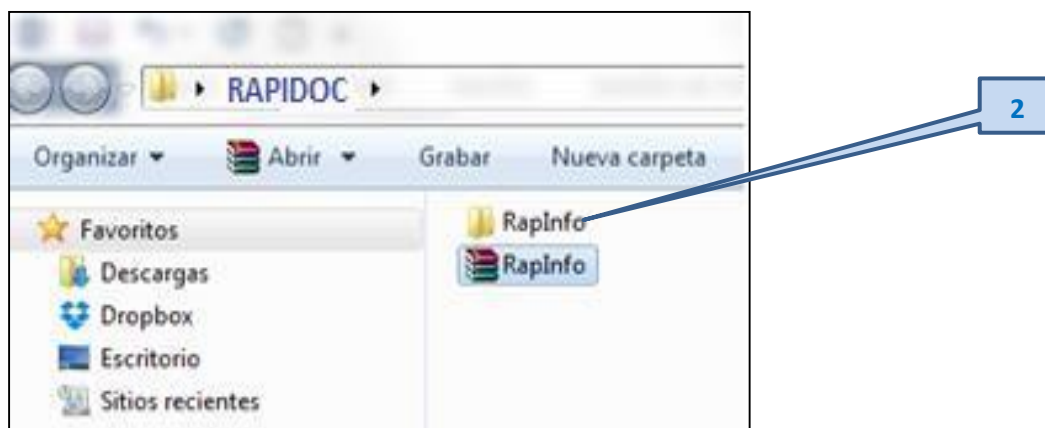 RAPIDOC
2
Organizar Abrir Grabar Nueva carpeta
Favoritos
RapInfo
Descargas
RapInfo
Dropbox
Escritorio
Sitios recientes